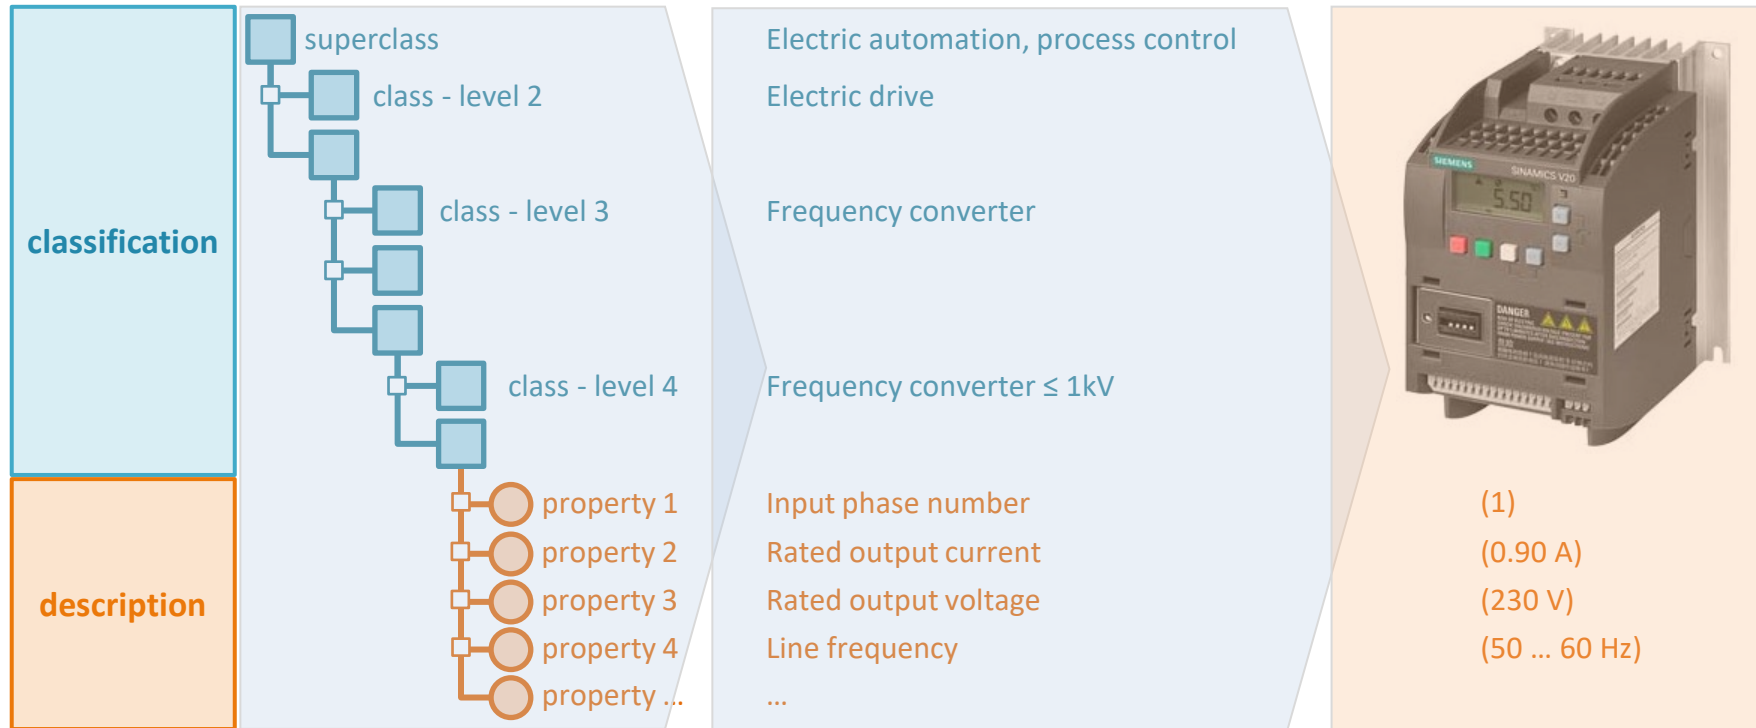 superclass Electric automation, process control
class - level 2 Electric drive
SIEMENS
SINAMICS V20
5.50
class - level 3 Frequency converter
classification
DANGER
class - level 4 Frequency converter ≤ 1kV
property 1 Input phase number (1)
property 2 Rated output current (0.90 A)
description
property 3 Rated output voltage (230 V)
property 4 Line frequency (50 ... 60 Hz)
property ... ...